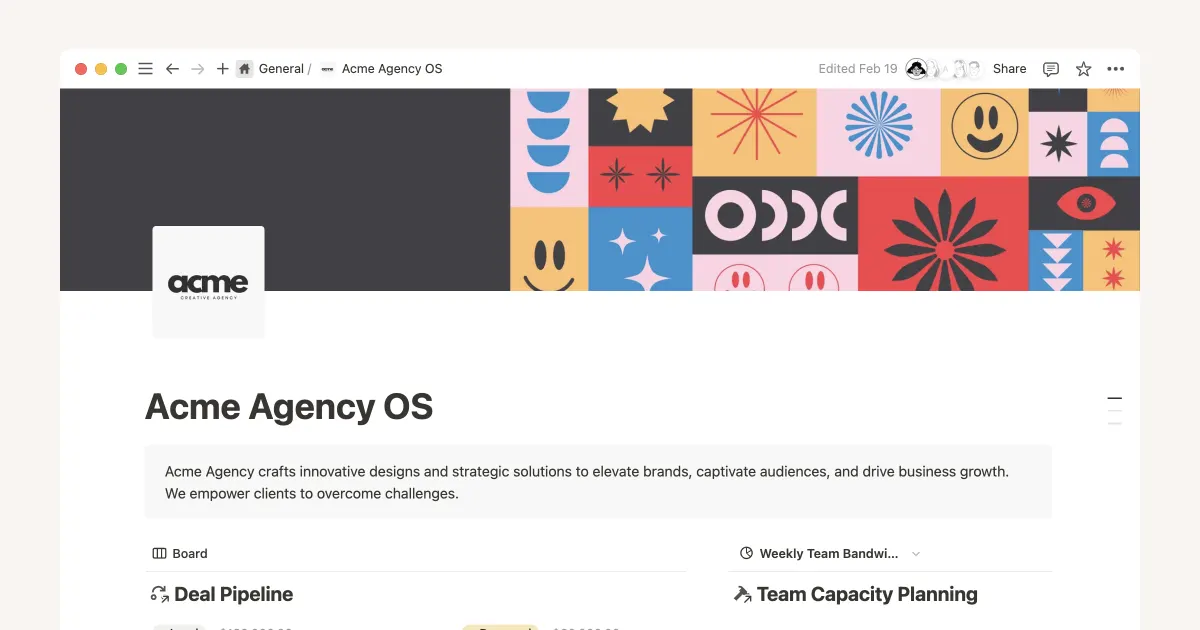 General / Acme Agency OS
Edited Feb 19
Share
acme
CREATIVE AGENCY
Acme Agency OS
Acme Agency crafts innovative designs and strategic solutions to elevate brands, captivate audiences, and drive business growth.
We empower clients to overcome challenges.
Board
Weekly Team Bandwi...
Deal Pipeline
Team Capacity Planning